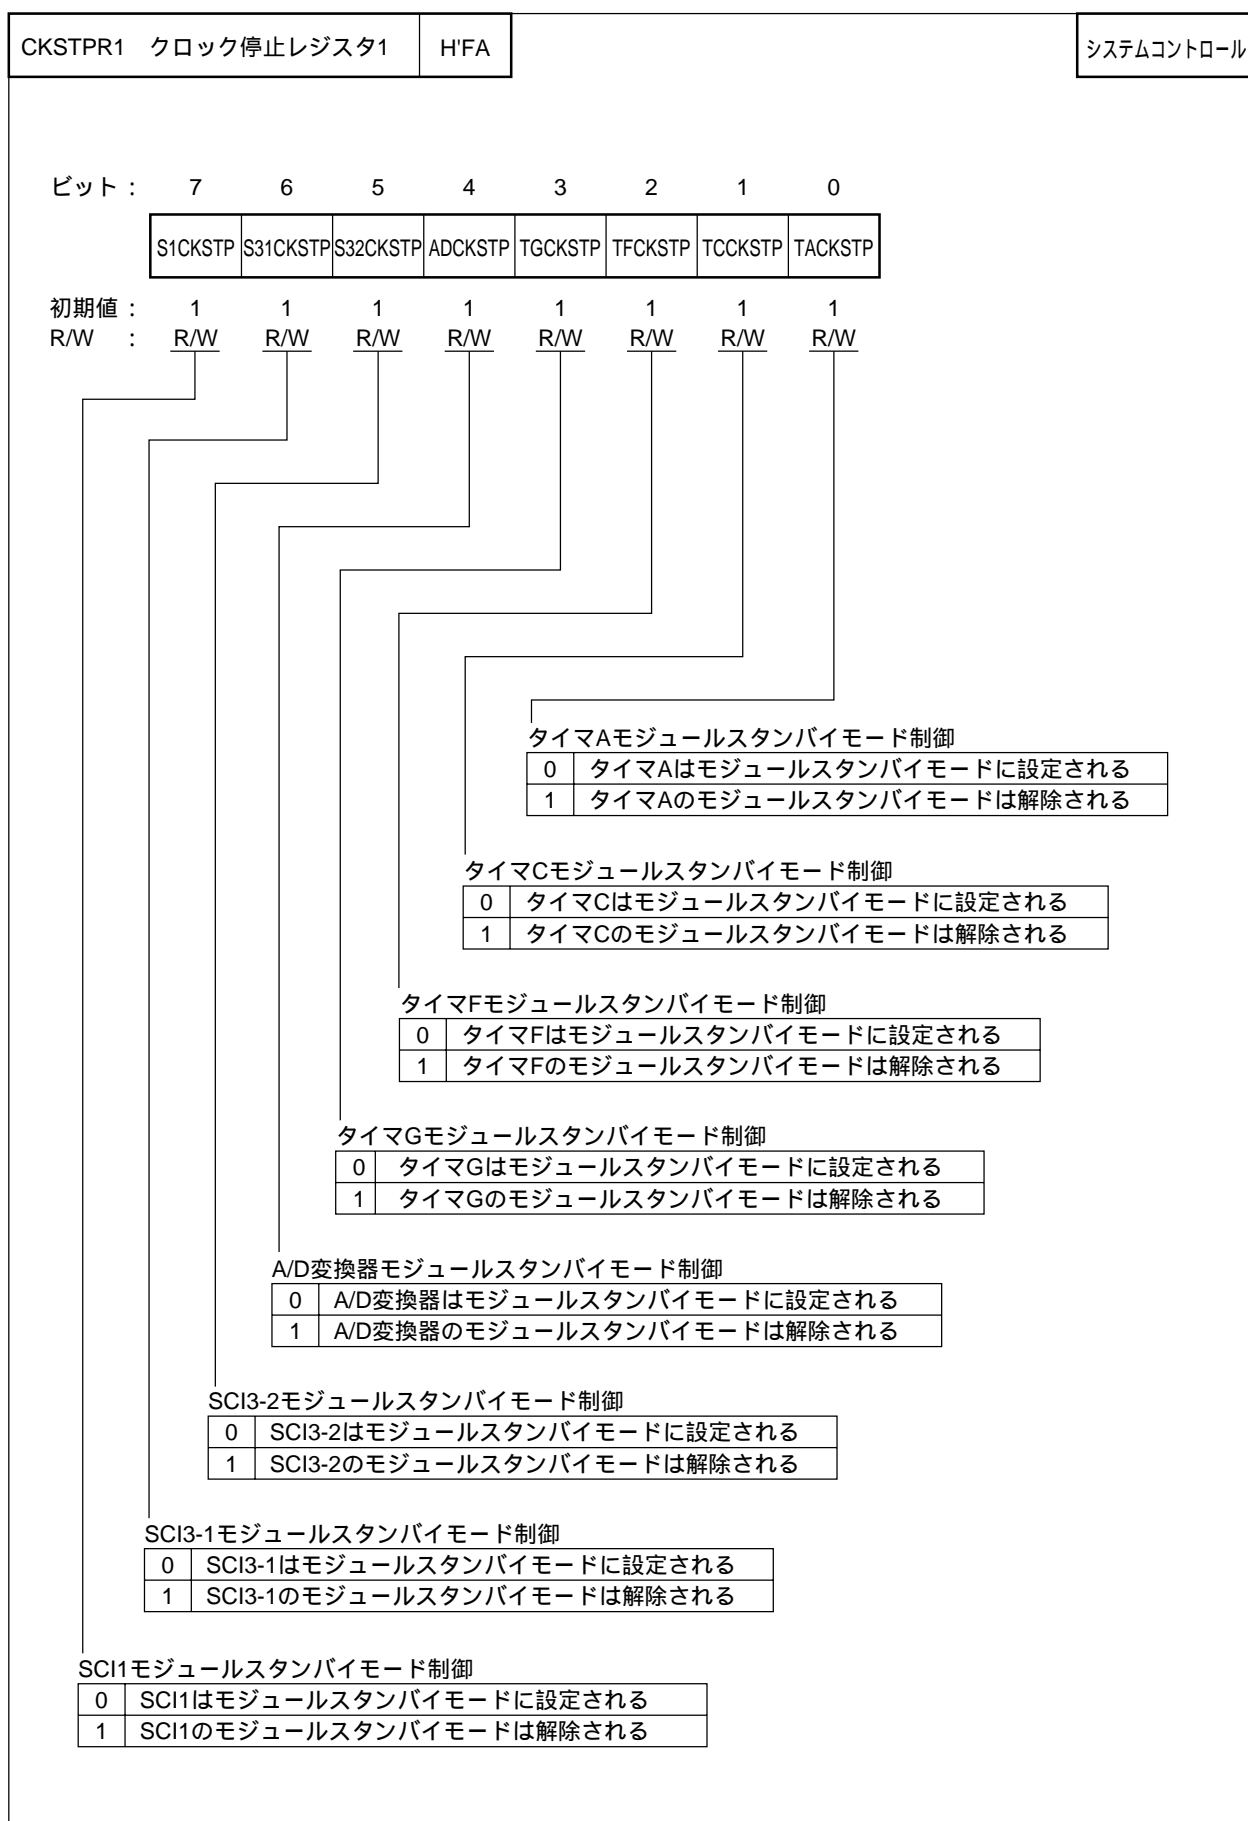 CKSTPR1 クロック停止レジスタ1 H'FA システムコントロール
ビット: 7 6 5 4 3 2 1 0
S1CKSTP S31CKSTP S32CKSTP ADCKSTP TGCKSTP TFCKSTP TCCKSTP TACKSTP
初期値: 1 1 1 1 1 1 1 1
R/W : R/W R/W R/W R/W R/W R/W R/W R/W
タイマAモジュールスタンバイモード制御
0 タイマAはモジュールスタンバイモードに設定される
1 タイマAのモジュールスタンバイモードは解除される
タイマCモジュールスタンバイモード制御
0 タイマCはモジュールスタンバイモードに設定される
1 タイマCのモジュールスタンバイモードは解除される
タイマFモジュールスタンバイモード制御
0 タイマFはモジュールスタンバイモードに設定される
1 タイマFのモジュールスタンバイモードは解除される
タイマGモジュールスタンバイモード制御
0 タイマGはモジュールスタンバイモードに設定される
1 タイマGのモジュールスタンバイモードは解除される
A/D変換器モジュールスタンバイモード制御
0 A/D変換器はモジュールスタンバイモードに設定される
1 A/D変換器のモジュールスタンバイモードは解除される
SCI3-2モジュールスタンバイモード制御
0 SCI3-2はモジュールスタンバイモードに設定される
1 SCI3-2のモジュールスタンバイモードは解除される
SCI3-1モジュールスタンバイモード制御
0 SCI3-1はモジュールスタンバイモードに設定される
1 SCI3-1のモジュールスタンバイモードは解除される
SCI1モジュールスタンバイモード制御
0 SCI1はモジュールスタンバイモードに設定される
1 SCI1のモジュールスタンバイモードは解除される